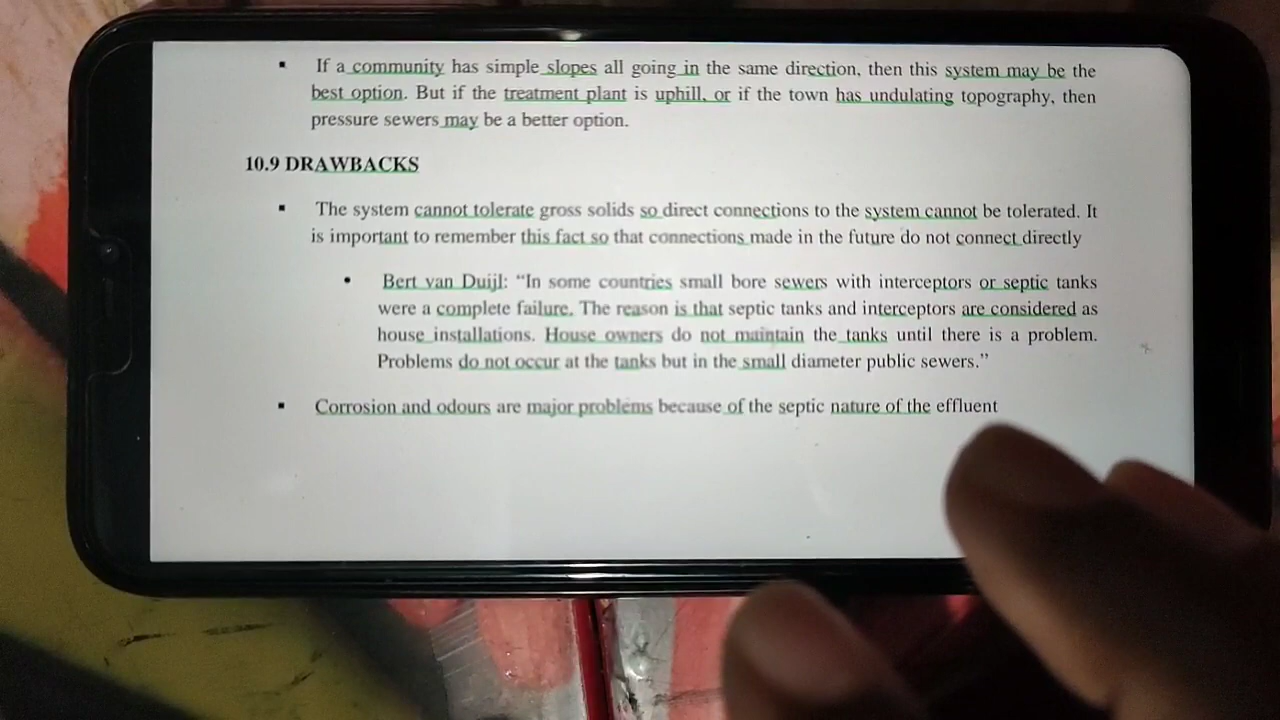 ▪ If a community has simple slopes all going in the same direction, then this system may be the
best option. But if the treatment plant is uphill, or if the town has undulating topography, then
pressure sewers may be a better option.
10.9 DRAWBACKS
▪ The system cannot tolerate gross solids so direct connections to the system cannot be tolerated. It
is important to remember this fact so that connections made in the future do not connect directly
• Bert van Duijl: “In some countries small bore sewers with interceptors or septic tanks
were a complete failure. The reason is that septic tanks and interceptors are considered as
house installations. House owners do not maintain the tanks until there is a problem.
Problems do not occur at the tanks but in the small diameter public sewers.”
▪ Corrosion and odours are major problems because of the septic nature of the effluent